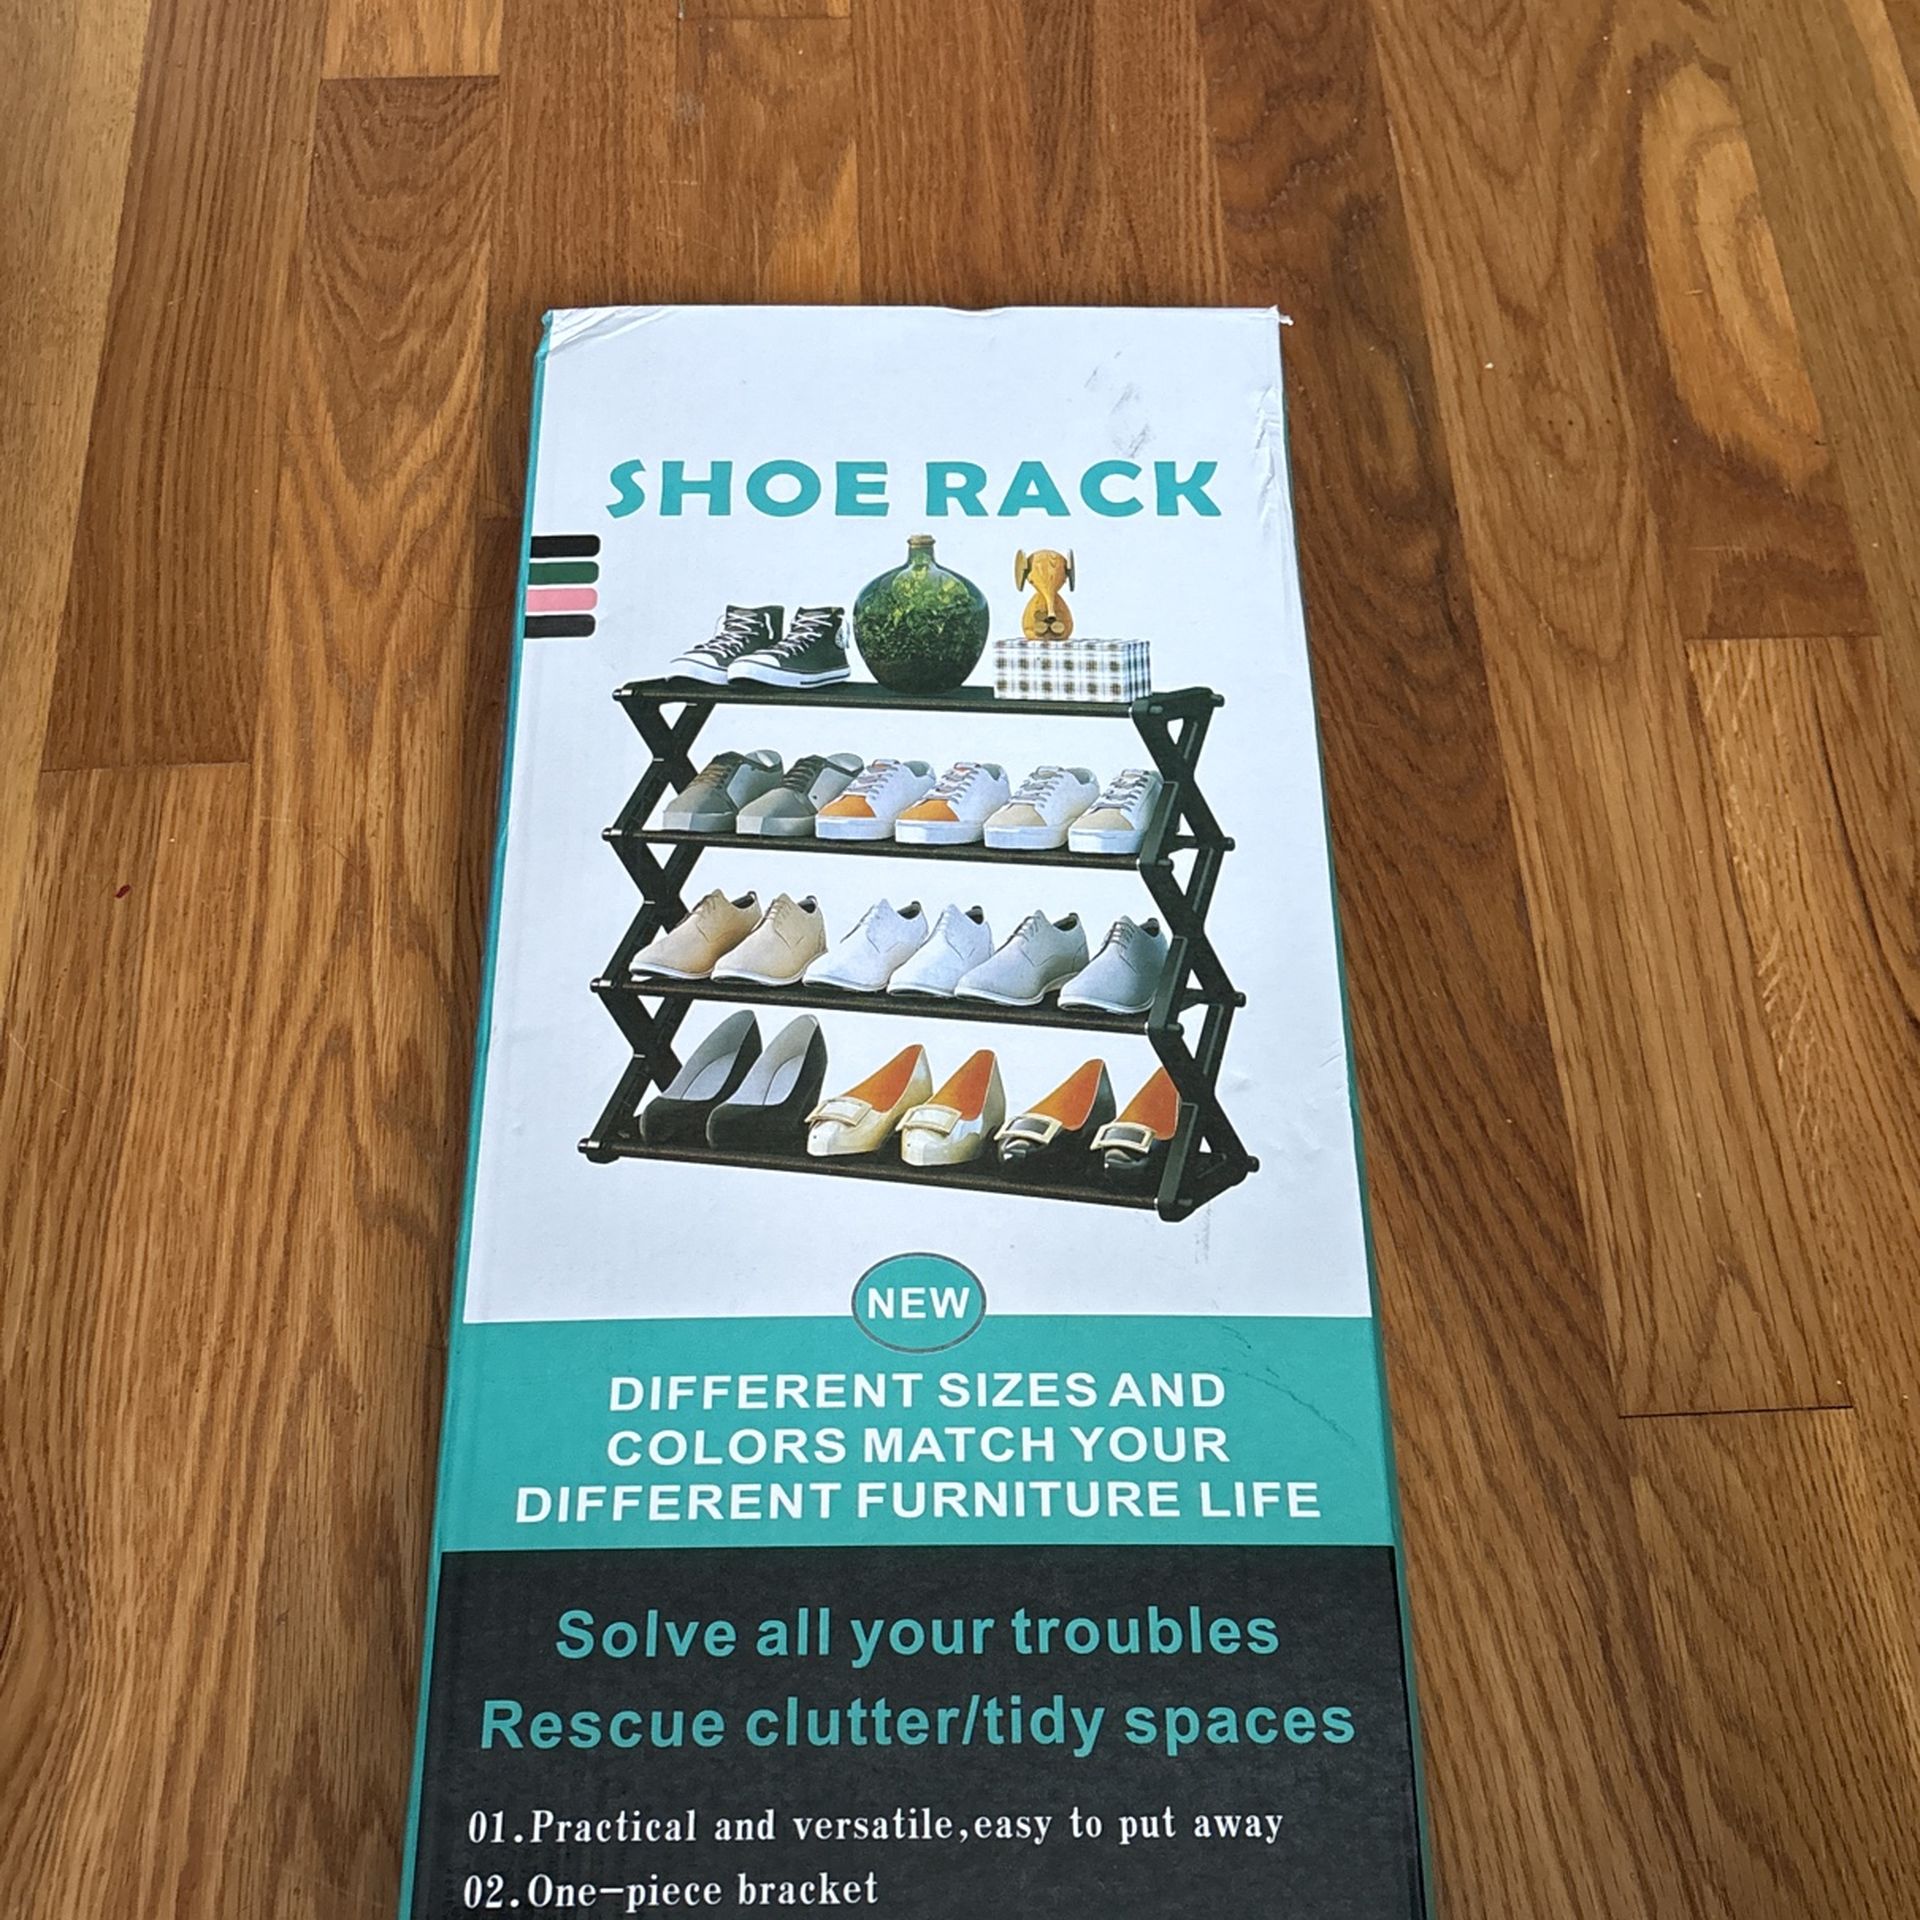 SHOE RACK
NEW
DIFFERENT SIZES AND
COLORS MATCH YOUR
DIFFERENT FURNITURE LIFE
Solve all your troubles
Rescue clutter/tidy spaces
01.Practical and versatile,easy to put away
02.One-piece bracket